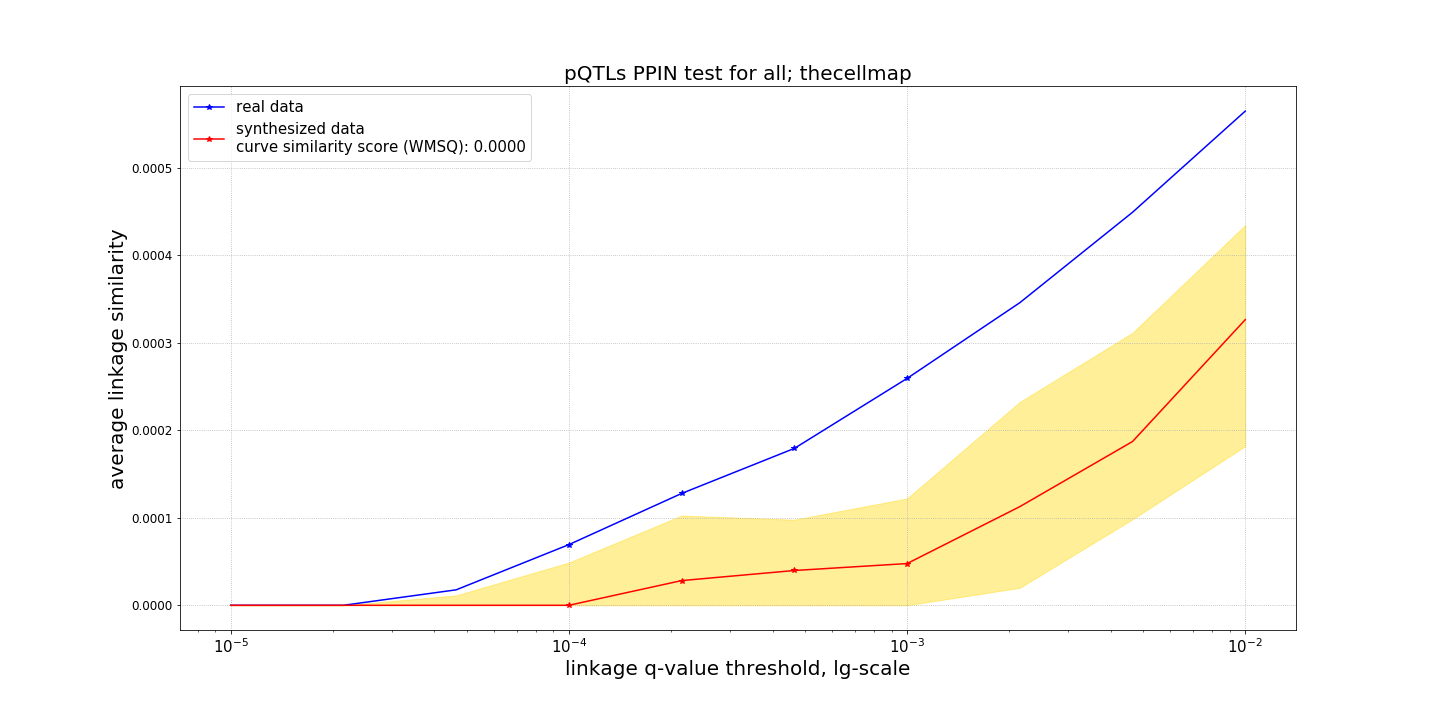 pQTLs PPIN test for all; thecellmap
real data
synthesized data
curve similarity score (WMSQ): 0.0000
average linkage similarity
0.0005
0.0004
0.0003
0.0002
0.0001
0.0000
10⁻⁵ 10⁻⁴ 10⁻³ 10⁻²
linkage q-value threshold, lg-scale